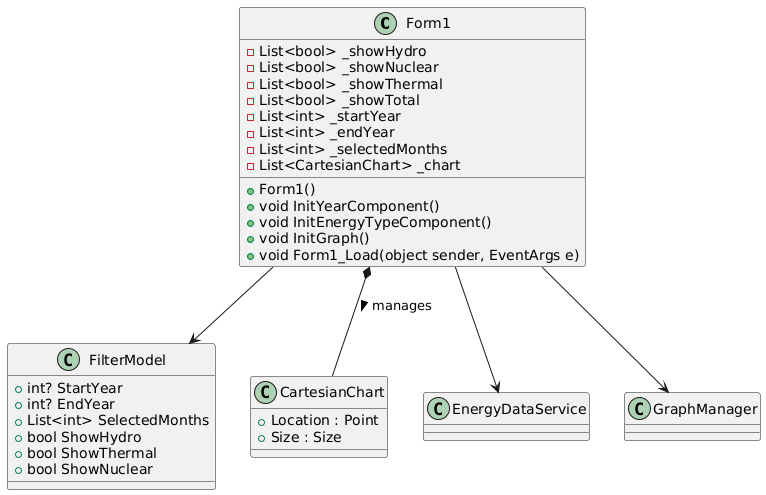 C Form1
List<bool> _showHydro
List<bool> _showNuclear
List<bool> _showThermal
List<bool> _showTotal
List<int> _startYear
List<int> _endYear
List<int> _selectedMonths
List<CartesianChart> _chart
Form1()
void InitYearComponent()
void InitEnergyTypeComponent()
void InitGraph()
void Form1_Load(object sender, EventArgs e)
manages
C FilterModel
int? StartYear
int? EndYear
List<int> SelectedMonths
bool ShowHydro
bool ShowThermal
bool ShowNuclear
C CartesianChart
Location : Point
Size : Size
C EnergyDataService
C GraphManager